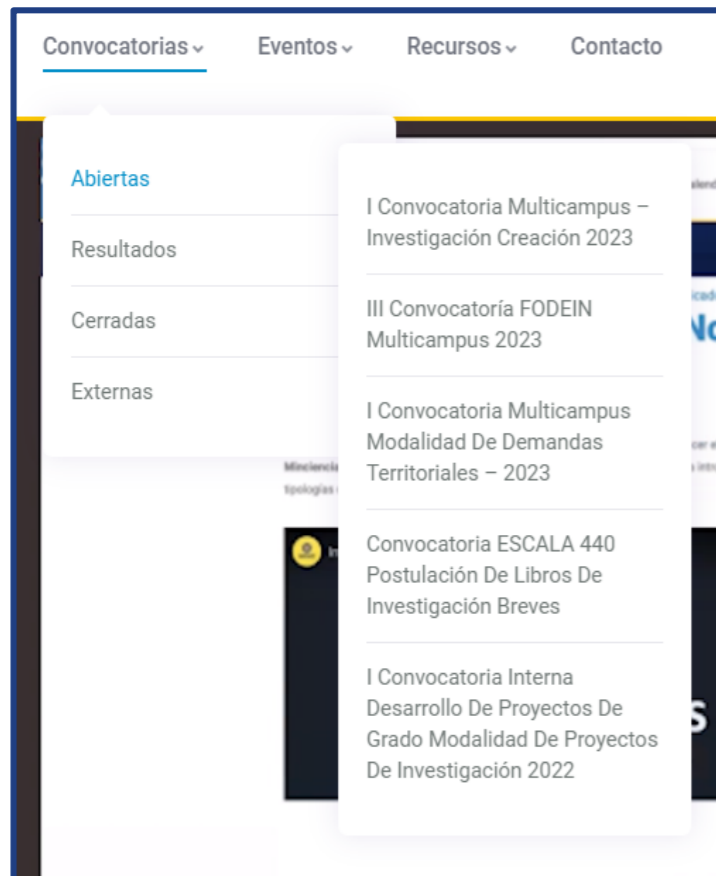 Convocatorias
Eventos
Recursos
Contacto
Abiertas
Resultados
Cerradas
Externas
I Convocatoria Multicampus –
Investigación Creación 2023
III Convocatoría FODEIN
Multicampus 2023
I Convocatoria Multicampus
Modalidad De Demandas
Territoriales – 2023
Convocatoria ESCALA 440
Postulación De Libros De
Investigación Breves
I Convocatoria Interna
Desarrollo De Proyectos De
Grado Modalidad De Proyectos
De Investigación 2022
tipologías